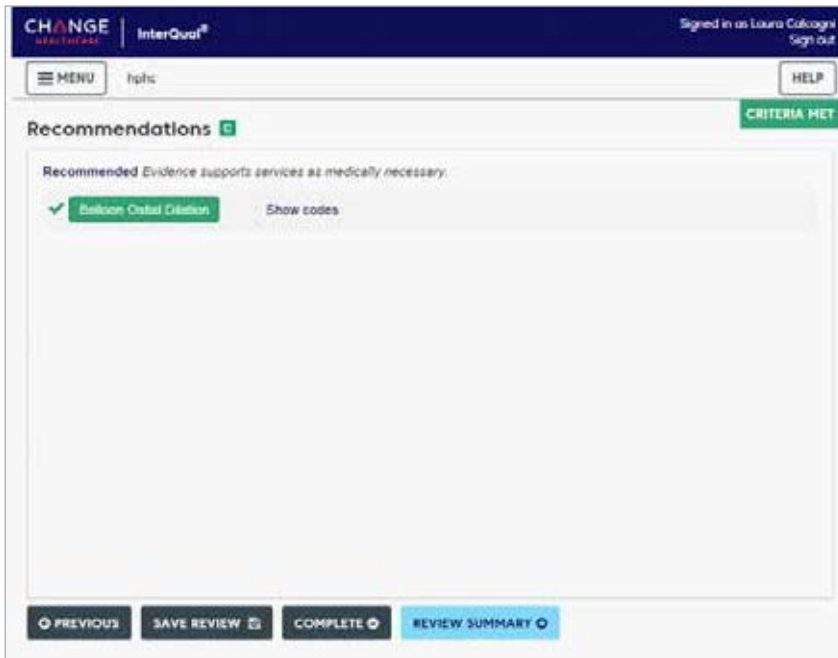 CHANGE HEALTHCARE InterQual®
Signed in as Laura Calcagni
Sign out
MENU hphc HELP
CRITERIA MET
Recommendations C
Recommended Evidence supports services as medically necessary.
Balloon Ostial Dilation Show codes
PREVIOUS SAVE REVIEW COMPLETE REVIEW SUMMARY